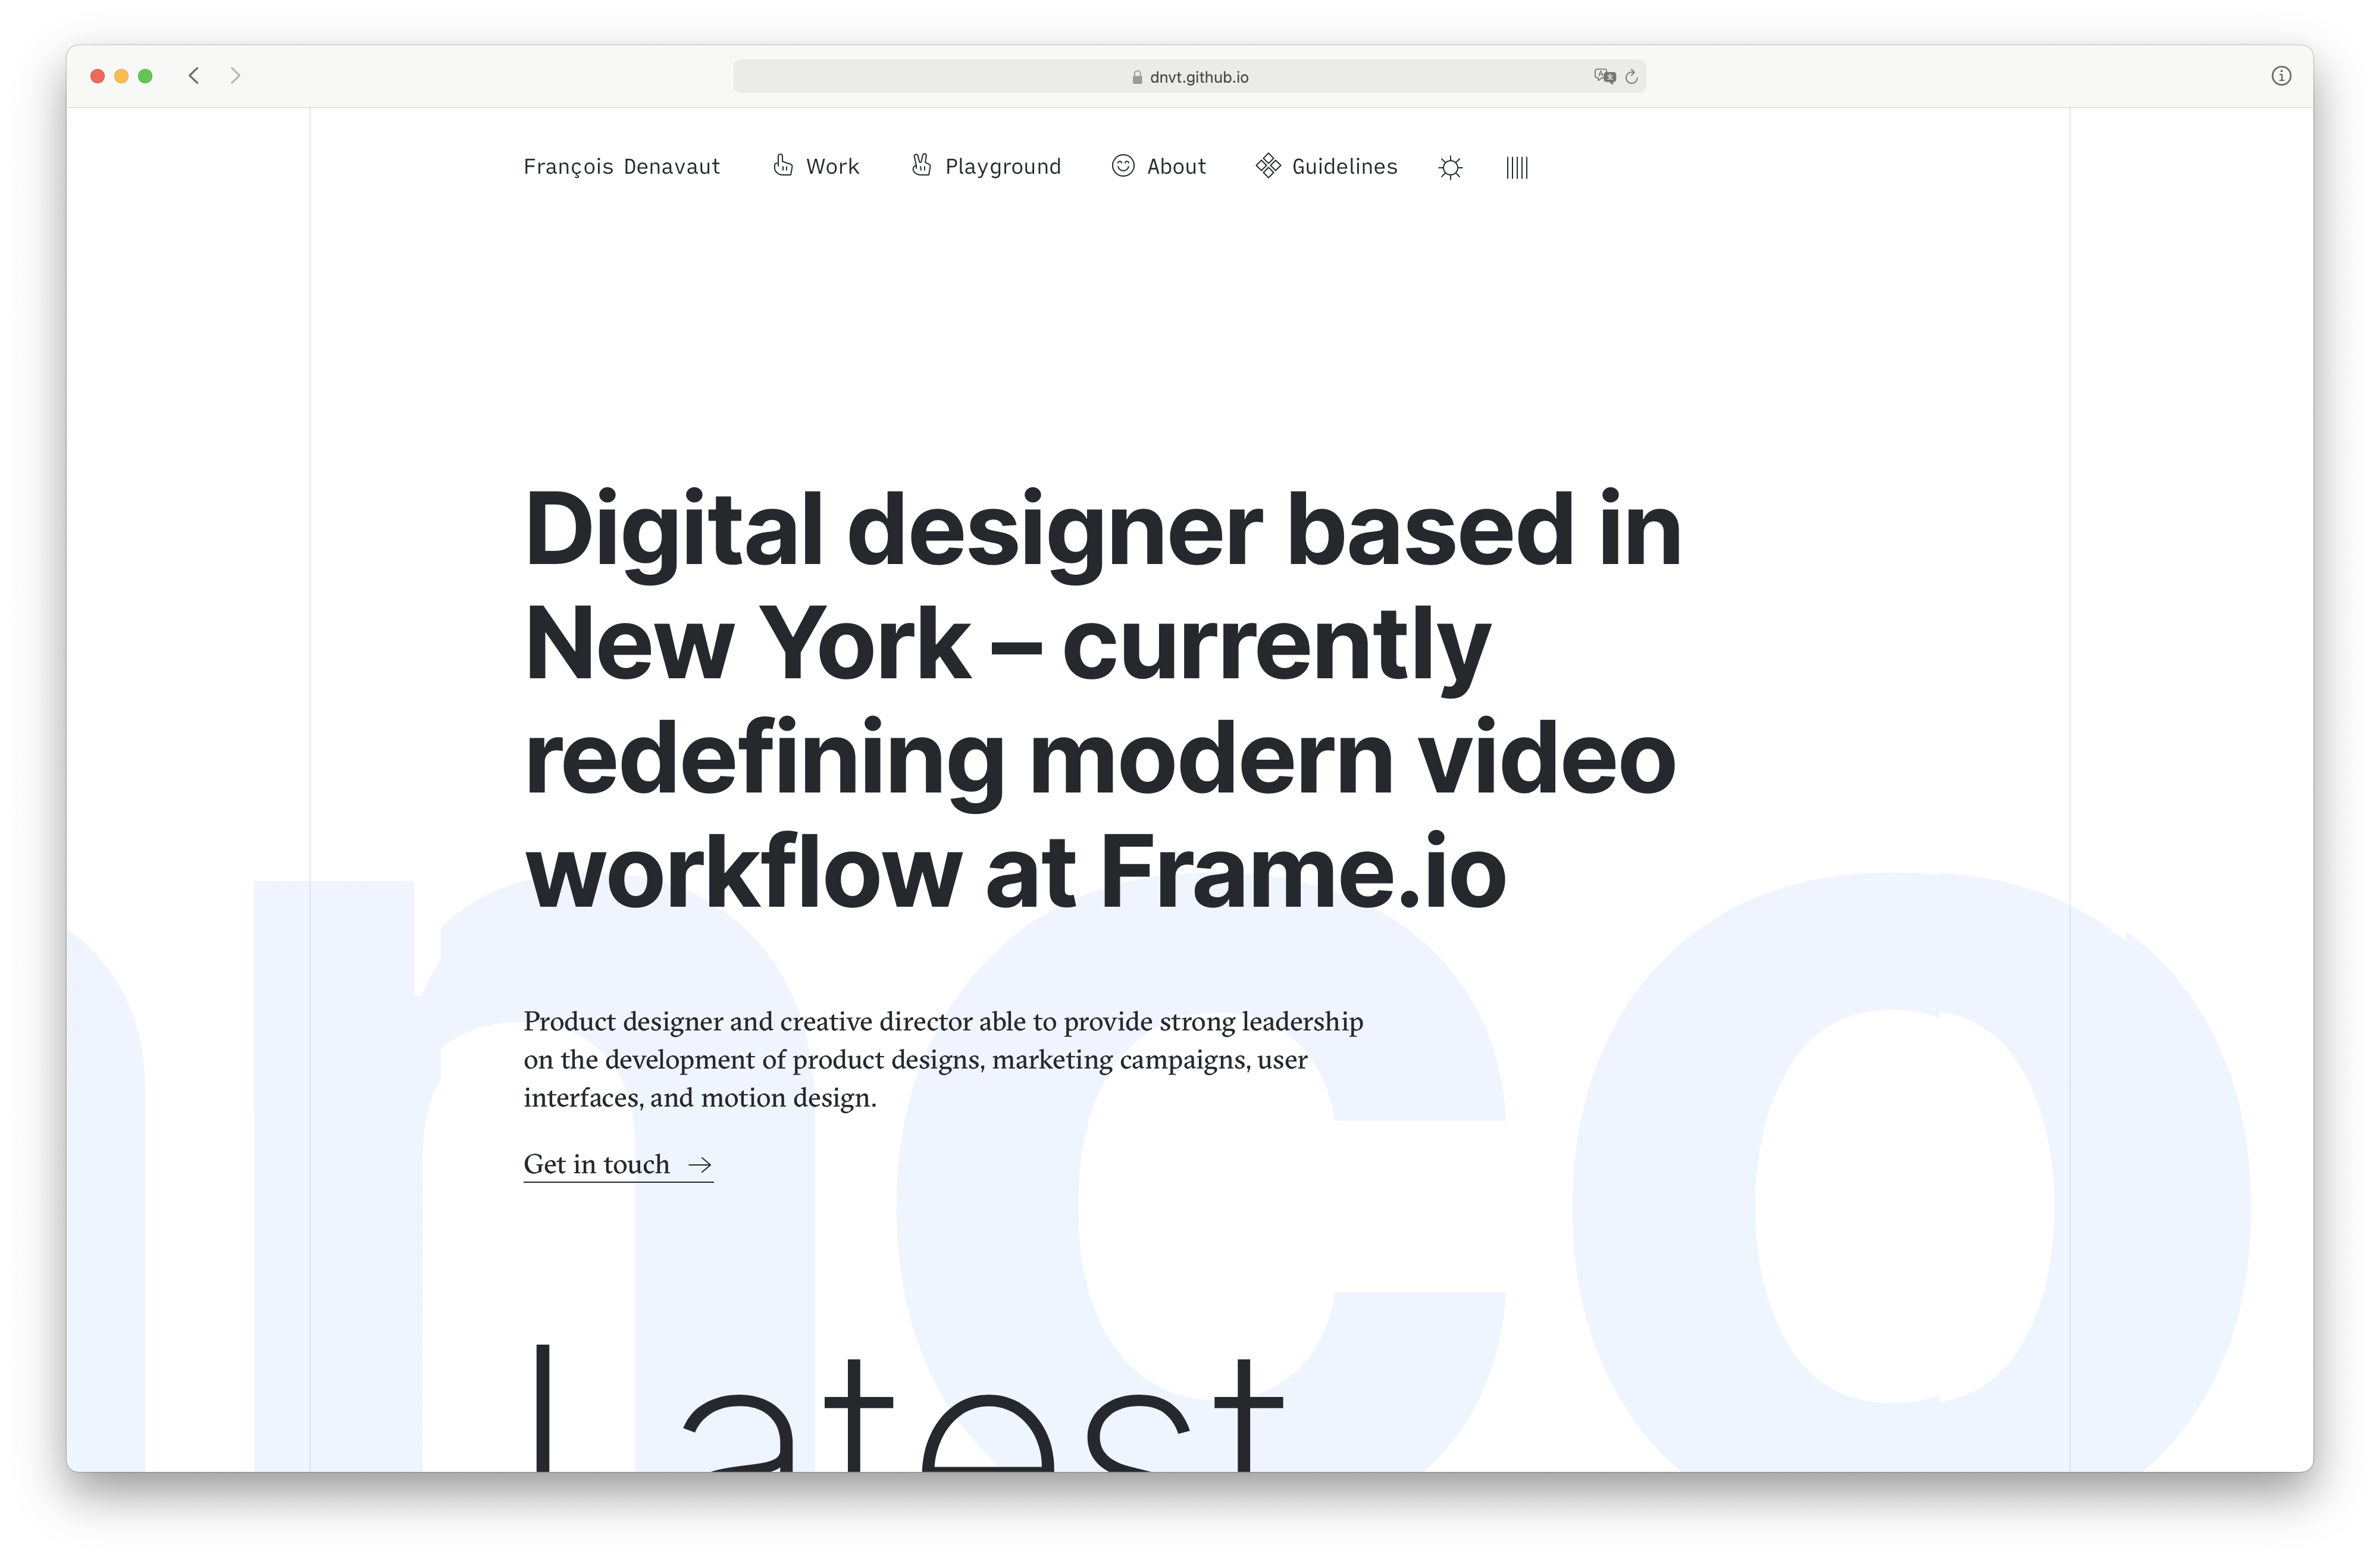 dnvt.github.io
François Denavaut Work Playground About Guidelines
Digital designer based in
New York – currently
redefining modern video
workflow at Frame.io
Product designer and creative director able to provide strong leadership
on the development of product designs, marketing campaigns, user
interfaces, and motion design.
Get in touch →
Latest
nco